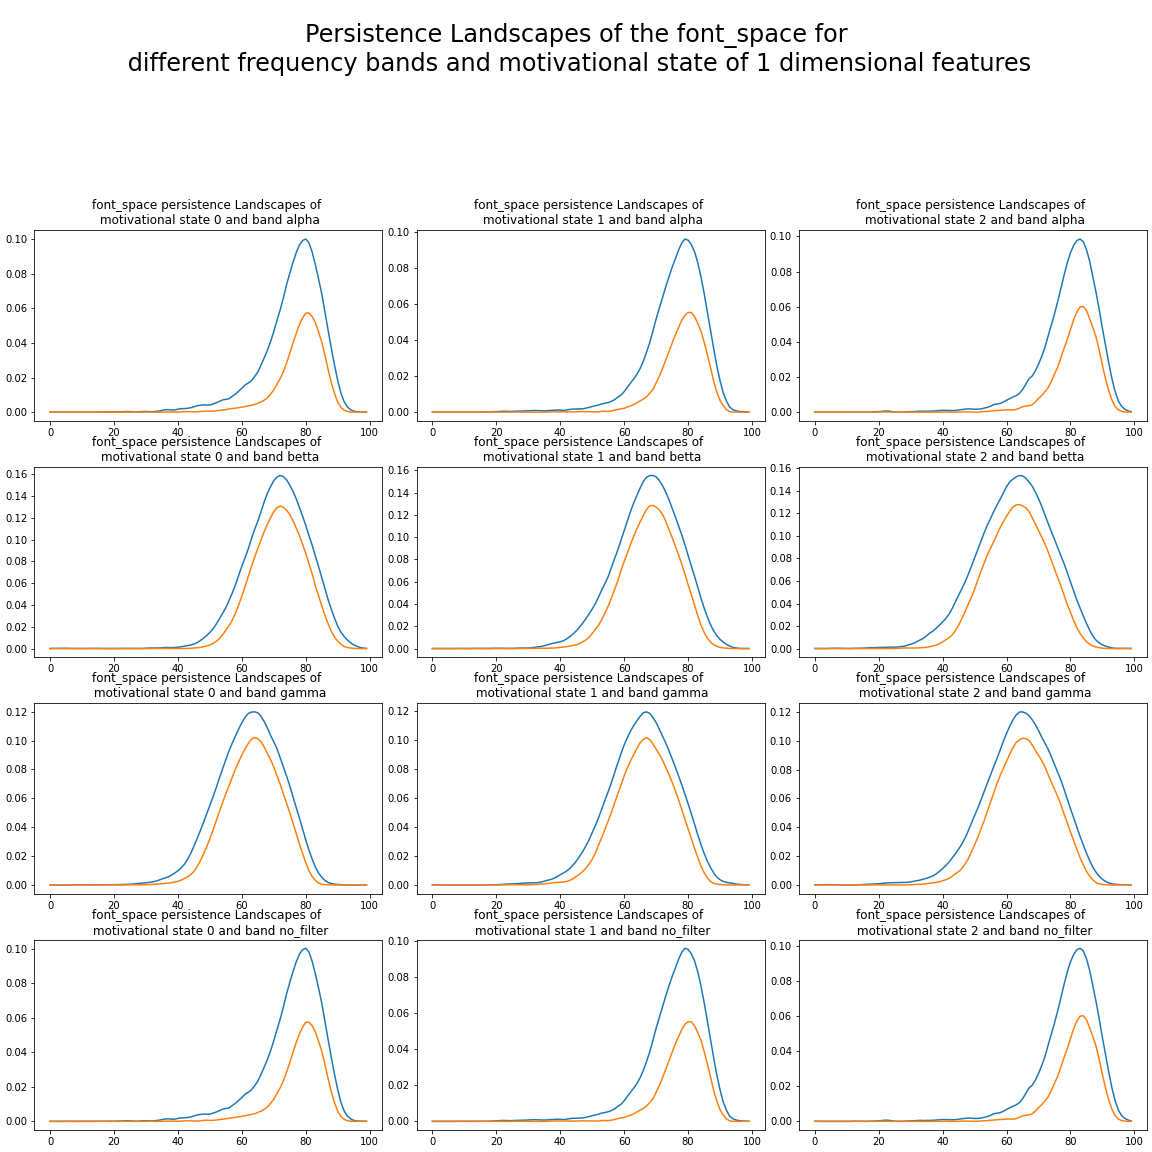 Persistence Landscapes of the font_space for
different frequency bands and motivational state of 1 dimensional features
font_space persistence Landscapes of
motivational state 0 and band alpha
0.10
0.08
0.06
0.04
0.02
0.00
0 20 40 60 80 100
font_space persistence Landscapes of
motivational state 1 and band alpha
0.10
0.08
0.06
0.04
0.02
0.00
0 20 40 60 80 100
font_space persistence Landscapes of
motivational state 2 and band alpha
0.10
0.08
0.06
0.04
0.02
0.00
0 20 40 60 80 100
font_space persistence Landscapes of
motivational state 0 and band betta
0.16
0.14
0.12
0.10
0.08
0.06
0.04
0.02
0.00
0 20 40 60 80 100
font_space persistence Landscapes of
motivational state 1 and band betta
0.16
0.14
0.12
0.10
0.08
0.06
0.04
0.02
0.00
0 20 40 60 80 100
font_space persistence Landscapes of
motivational state 2 and band betta
0.16
0.14
0.12
0.10
0.08
0.06
0.04
0.02
0.00
0 20 40 60 80 100
font_space persistence Landscapes of
motivational state 0 and band gamma
0.12
0.10
0.08
0.06
0.04
0.02
0.00
0 20 40 60 80 100
font_space persistence Landscapes of
motivational state 1 and band gamma
0.12
0.10
0.08
0.06
0.04
0.02
0.00
0 20 40 60 80 100
font_space persistence Landscapes of
motivational state 2 and band gamma
0.12
0.10
0.08
0.06
0.04
0.02
0.00
0 20 40 60 80 100
font_space persistence Landscapes of
motivational state 0 and band no_filter
0.10
0.08
0.06
0.04
0.02
0.00
0 20 40 60 80 100
font_space persistence Landscapes of
motivational state 1 and band no_filter
0.10
0.08
0.06
0.04
0.02
0.00
0 20 40 60 80 100
font_space persistence Landscapes of
motivational state 2 and band no_filter
0.10
0.08
0.06
0.04
0.02
0.00
0 20 40 60 80 100